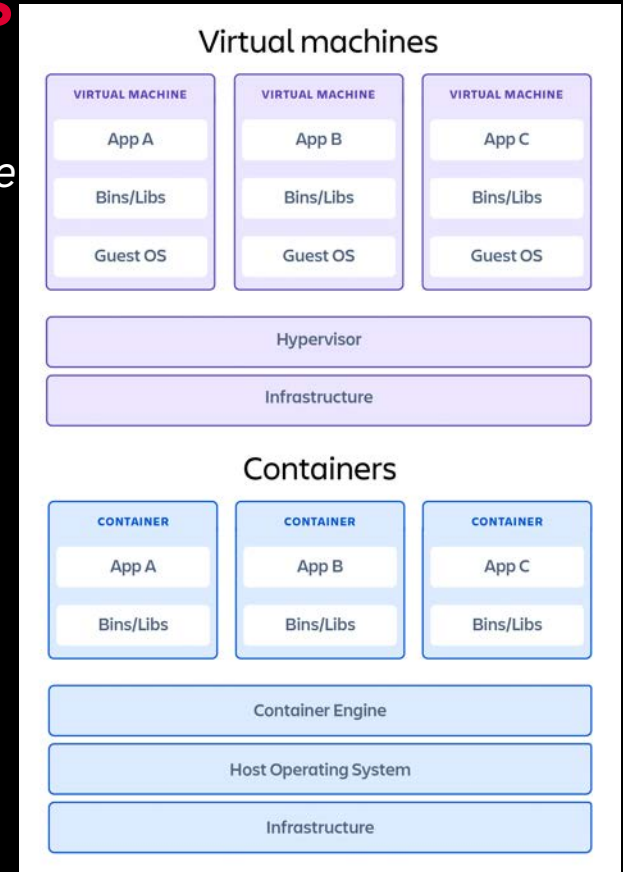 Virtual machines
VIRTUAL MACHINE VIRTUAL MACHINE VIRTUAL MACHINE
App A App B App C
Bins/Libs Bins/Libs Bins/Libs
Guest OS Guest OS Guest OS
Hypervisor
Infrastructure
Containers
CONTAINER CONTAINER CONTAINER
App A App B App C
Bins/Libs Bins/Libs Bins/Libs
Container Engine
Host Operating System
Infrastructure